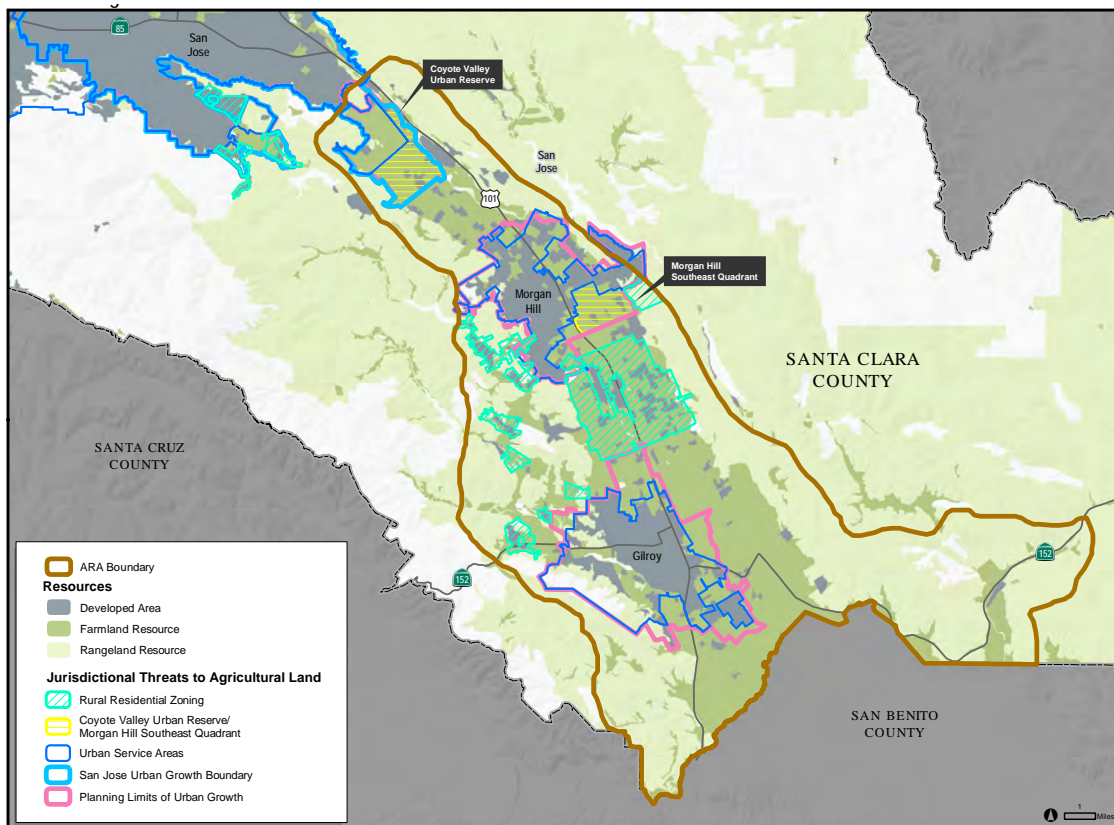 85
San
Jose
Coyote Valley
Urban Reserve
San
Jose
101
Morgan Hill
Southeast Quadrant
Morgan
Hill
SANTA CLARA
COUNTY
SANTA CRUZ
COUNTY
Gilroy
152
152
SAN BENITO
COUNTY
ARA Boundary
Resources
Developed Area
Farmland Resource
Rangeland Resource
Jurisdictional Threats to Agricultural Land
Rural Residential Zoning
Coyote Valley Urban Reserve/
Morgan Hill Southeast Quadrant
Urban Service Areas
San Jose Urban Growth Boundary
Planning Limits of Urban Growth
1
Miles